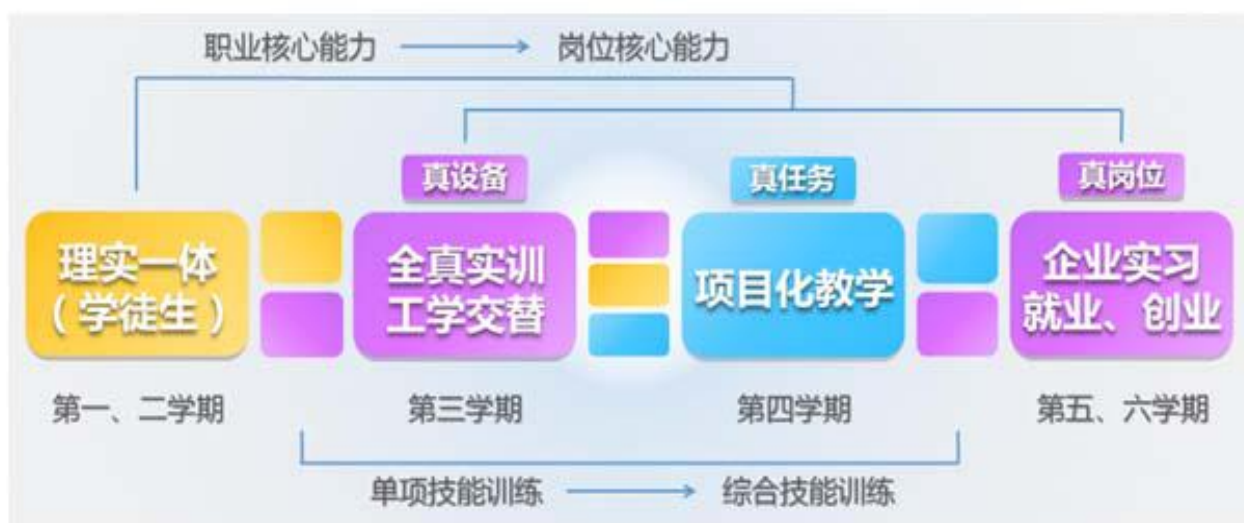 职业核心能力 岗位核心能力
真设备 真任务 真岗位
理实一体
（学徒生）
全真实训
工学交替
项目化教学
企业实习
就业、创业
第一、二学期 第三学期 第四学期 第五、六学期
单项技能训练 综合技能训练